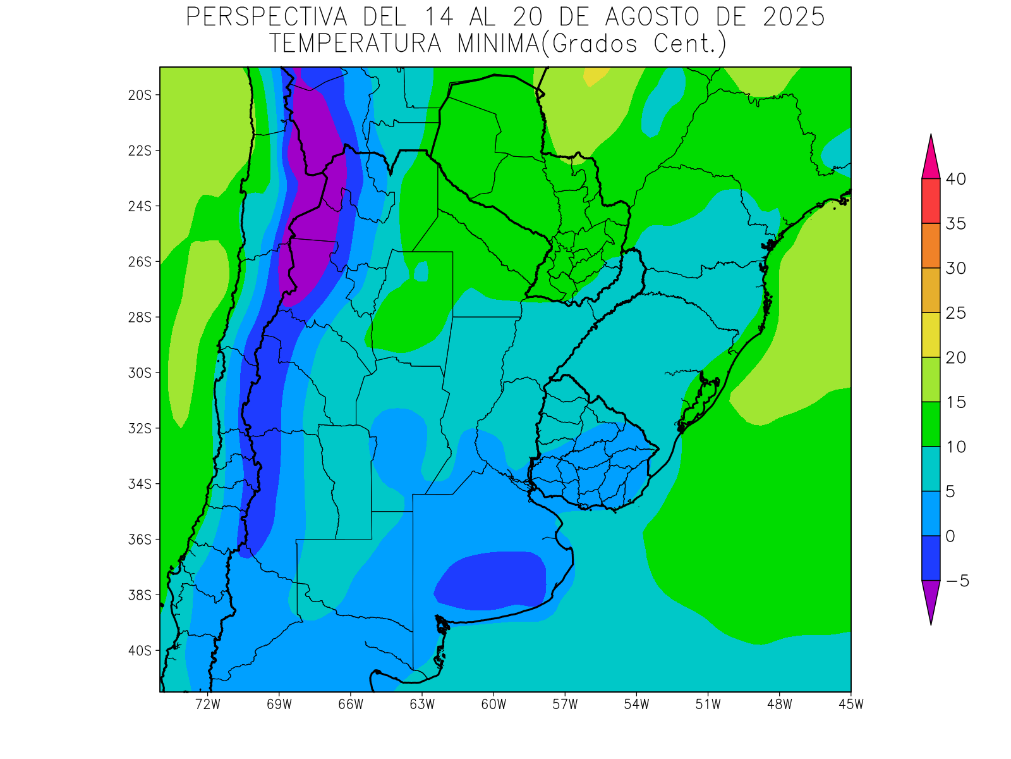 PERSPECTIVA DEL 14 AL 20 DE AGOSTO DE 2025
TEMPERATURA MINIMA(Grados Cent.)
20S
22S
24S
26S
28S
30S
32S
34S
36S
38S
40S
72W 69W 66W 63W 60W 57W 54W 51W 48W 45W
40
35
30
25
20
15
10
5
0
−5